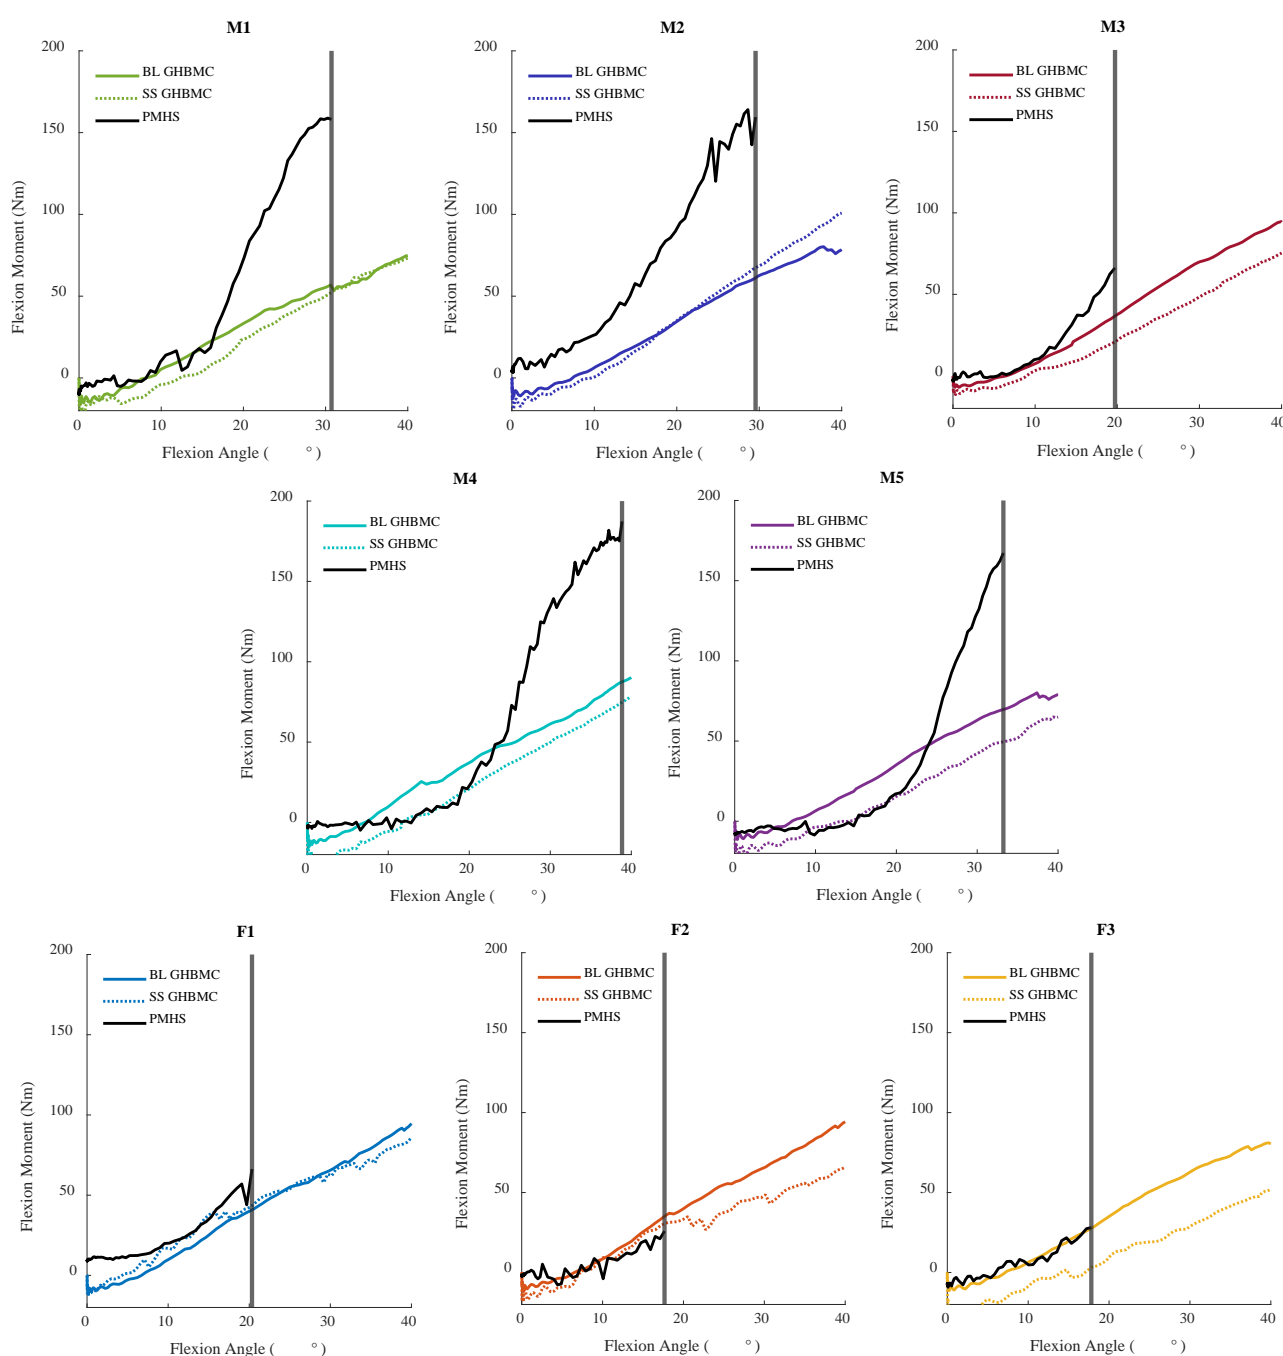 M1
200
150
100
50
0
BL GHBMC
SS GHBMC
PMHS
Flexion Moment (Nm)
0 10 20 30 40
Flexion Angle ( ° )
M2
200
150
100
50
0
BL GHBMC
SS GHBMC
PMHS
Flexion Moment (Nm)
0 10 20 30 40
Flexion Angle ( ° )
M3
200
150
100
50
0
BL GHBMC
SS GHBMC
PMHS
Flexion Moment (Nm)
0 10 20 30 40
Flexion Angle ( ° )
M4
200
150
100
50
0
BL GHBMC
SS GHBMC
PMHS
Flexion Moment (Nm)
0 10 20 30 40
Flexion Angle ( ° )
M5
200
150
100
50
0
BL GHBMC
SS GHBMC
PMHS
Flexion Moment (Nm)
0 10 20 30 40
Flexion Angle ( ° )
F1
200
150
100
50
0
BL GHBMC
SS GHBMC
PMHS
Flexion Moment (Nm)
0 10 20 30 40
Flexion Angle ( ° )
F2
200
150
100
50
0
BL GHBMC
SS GHBMC
PMHS
Flexion Moment (Nm)
0 10 20 30 40
Flexion Angle ( ° )
F3
200
150
100
50
0
BL GHBMC
SS GHBMC
PMHS
Flexion Moment (Nm)
0 10 20 30 40
Flexion Angle ( ° )